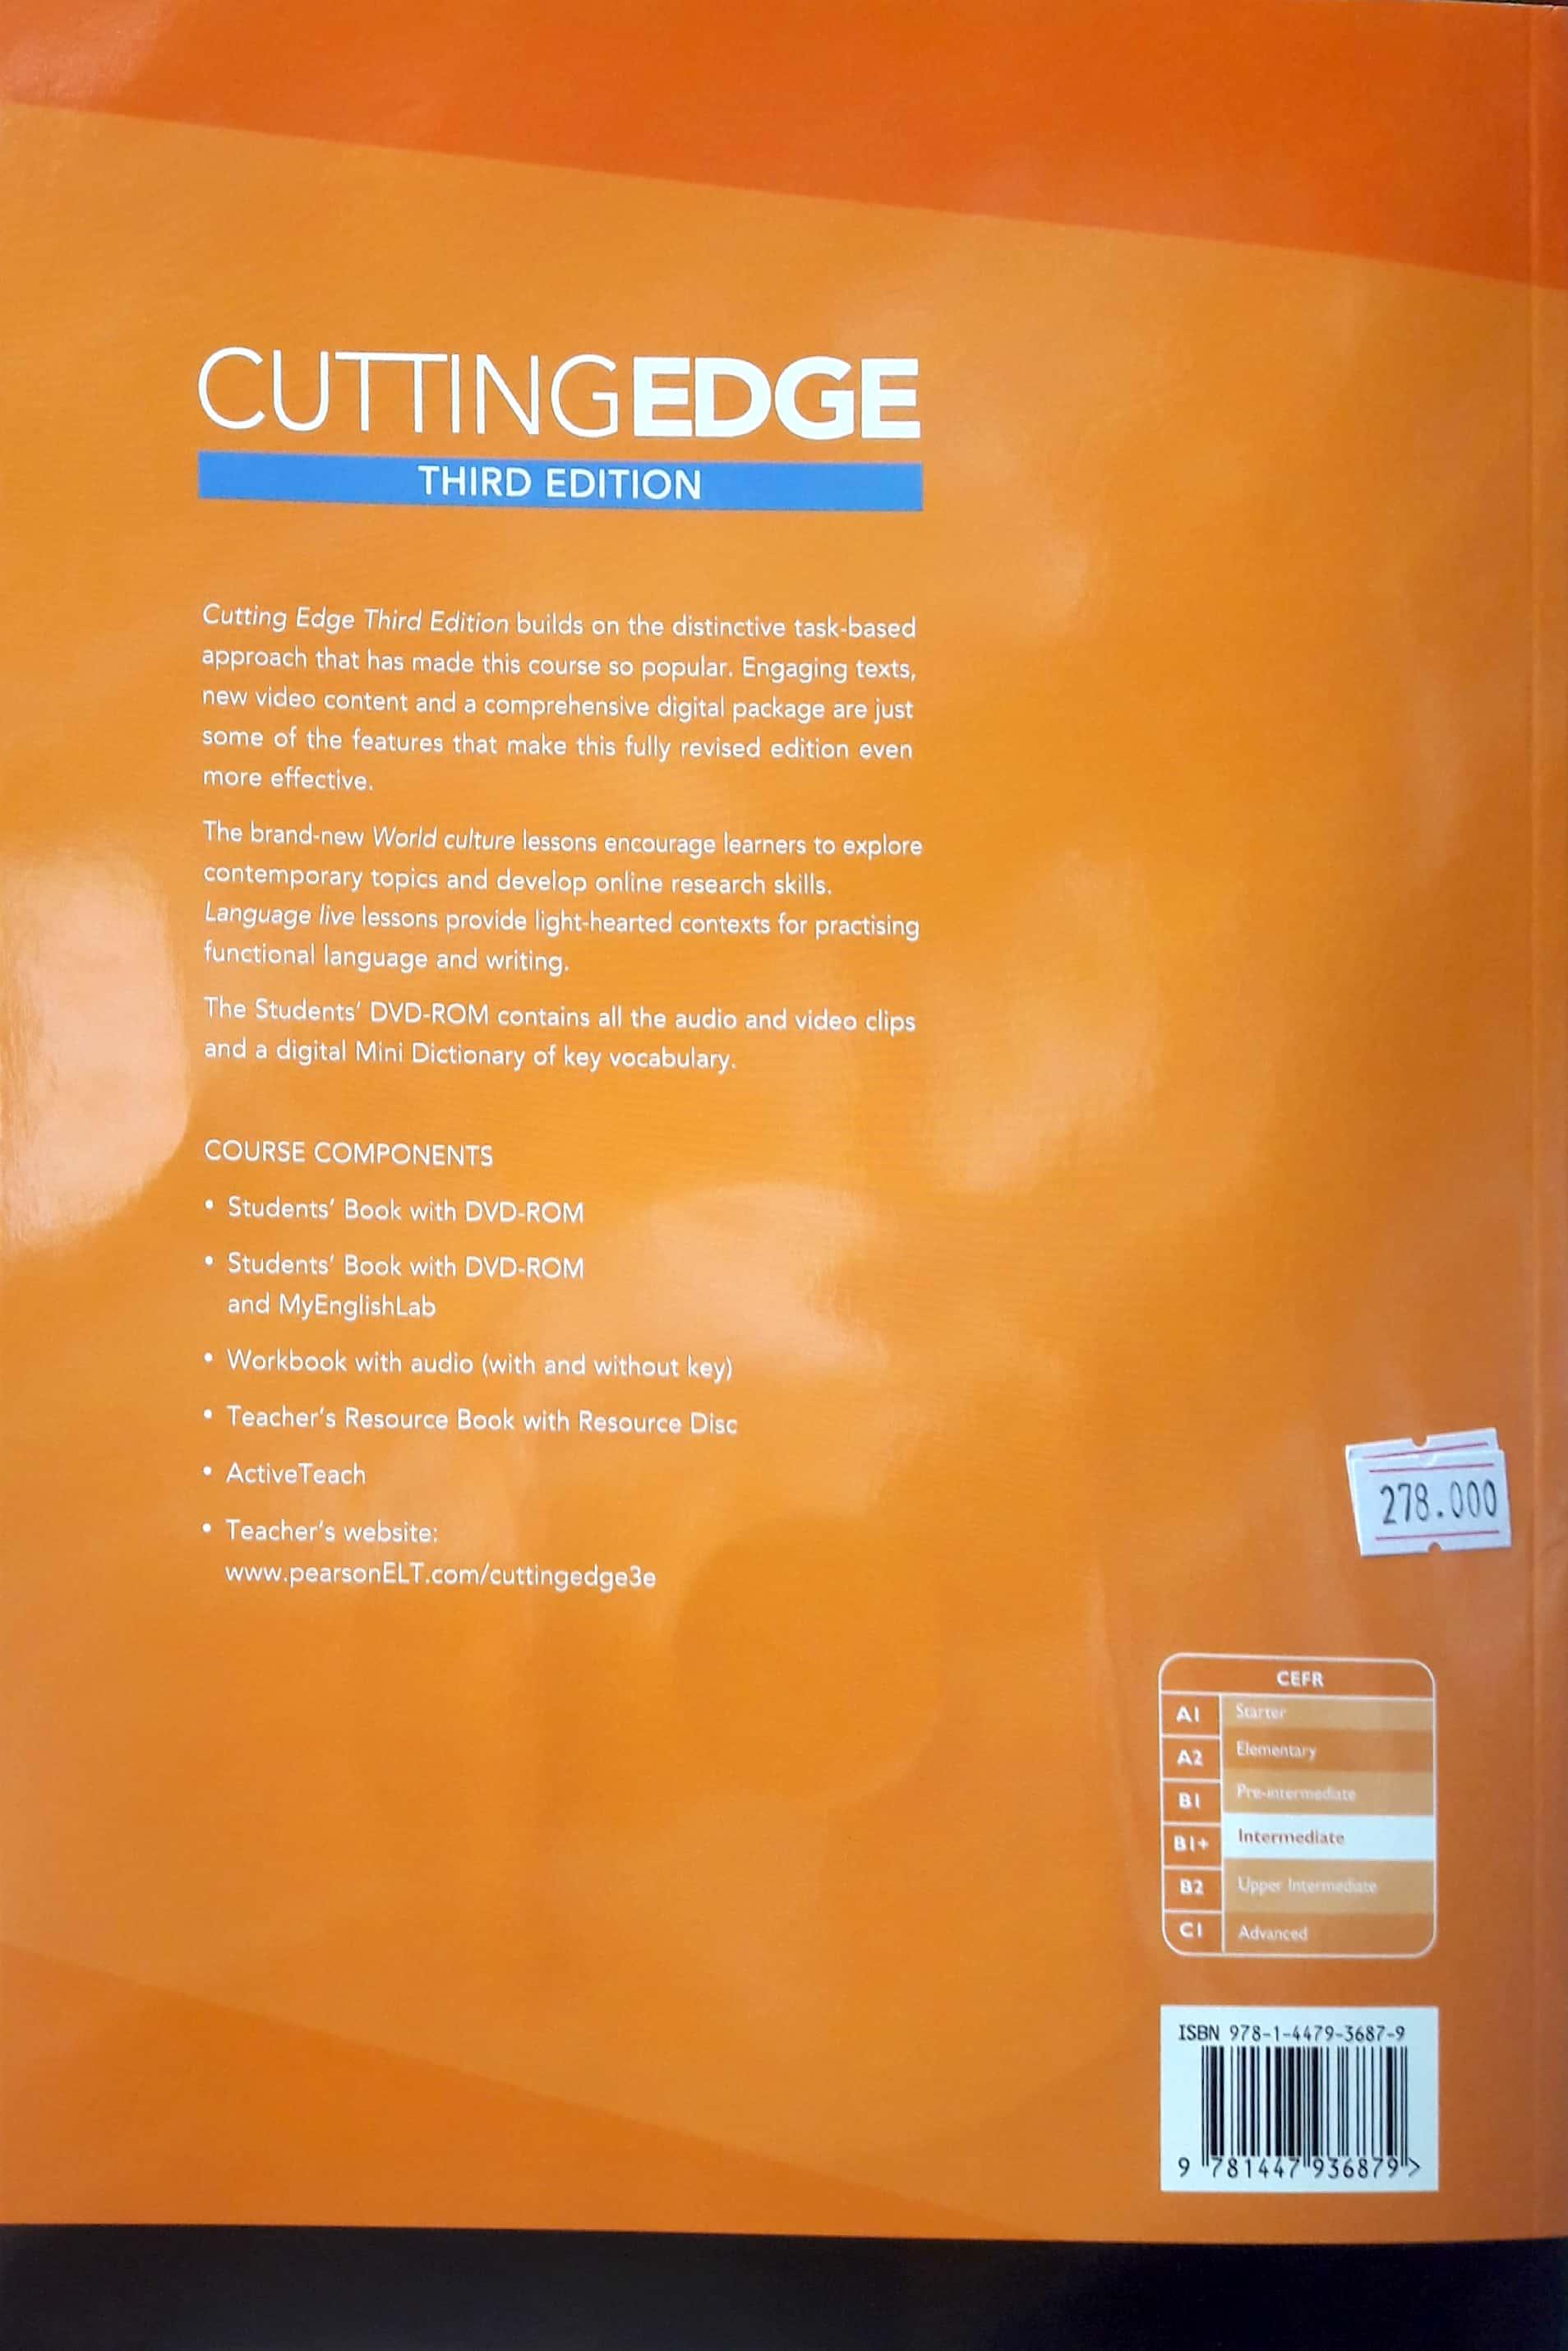 CUTTINGEDGE
THIRD EDITION
Cutting Edge Third Edition builds on the distinctive task-based
approach that has made this course so popular. Engaging texts,
new video content and a comprehensive digital package are just
some of the features that make this fully revised edition even
more effective.
The brand-new World culture lessons encourage learners to explore
contemporary topics and develop online research skills.
Language live lessons provide light-hearted contexts for practising
functional language and writing.
The Students' DVD-ROM contains all the audio and video clips
and a digital Mini Dictionary of key vocabulary.
COURSE COMPONENTS
• Students' Book with DVD-ROM
• Students' Book with DVD-ROM
and MyEnglishLab
• Workbook with audio (with and without key)
• Teacher's Resource Book with Resource Disc
• ActiveTeach
• Teacher's website:
www.pearsonELT.com/cuttingedge3e
278.000
CEFR
A1 Starter
A2 Elementary
B1 Pre-intermediate
B1+ Intermediate
B2 Upper Intermediate
C1 Advanced
ISBN 978-1-4479-3687-9
9 781447 936879 >